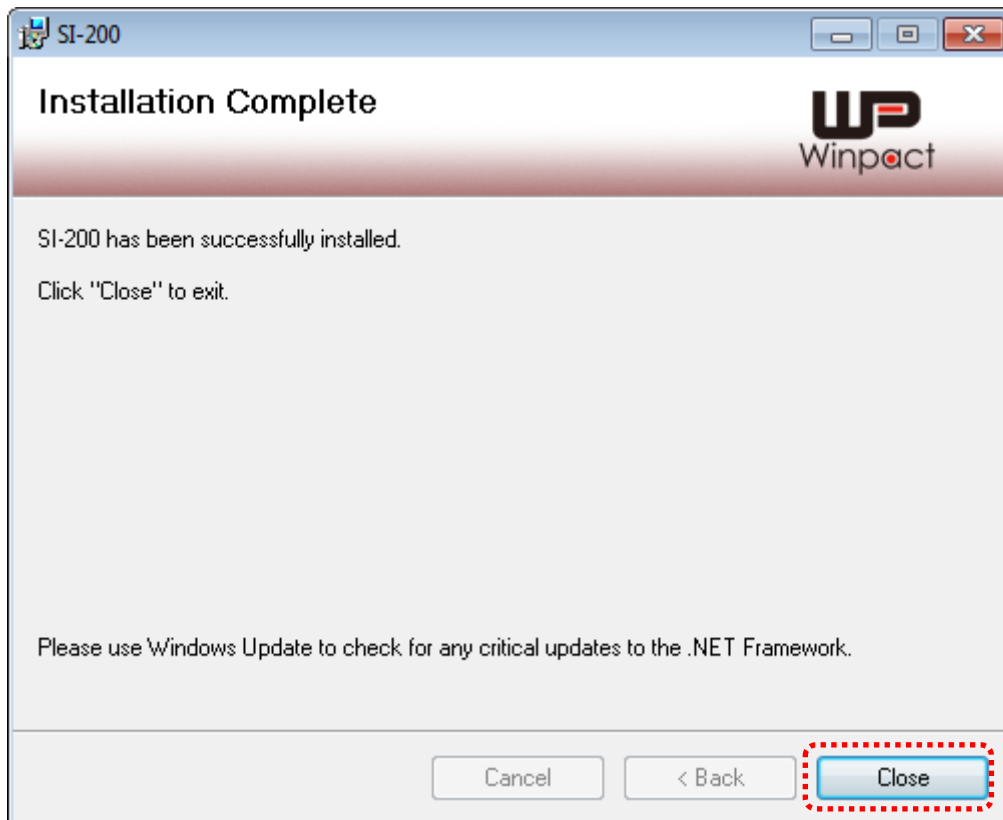 SI-200
Installation Complete
WP
Winpact
SI-200 has been successfully installed.
Click "Close" to exit.
Please use Windows Update to check for any critical updates to the .NET Framework.
Cancel
< Back
Close